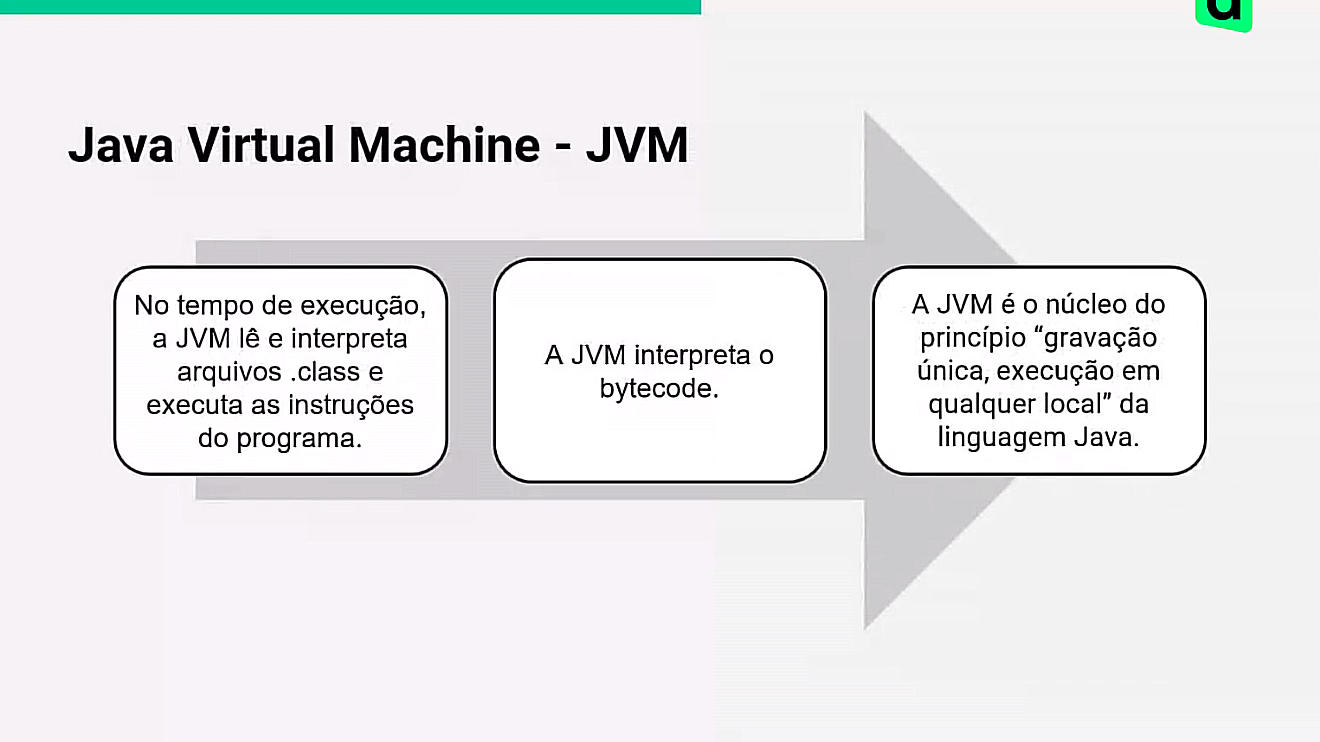 Java Virtual Machine - JVM
No tempo de execução,
a JVM lê e interpreta
arquivos .class e
executa as instruções
do programa.
A JVM interpreta o
bytecode.
A JVM é o núcleo do
princípio “gravação
única, execução em
qualquer local” da
linguagem Java.